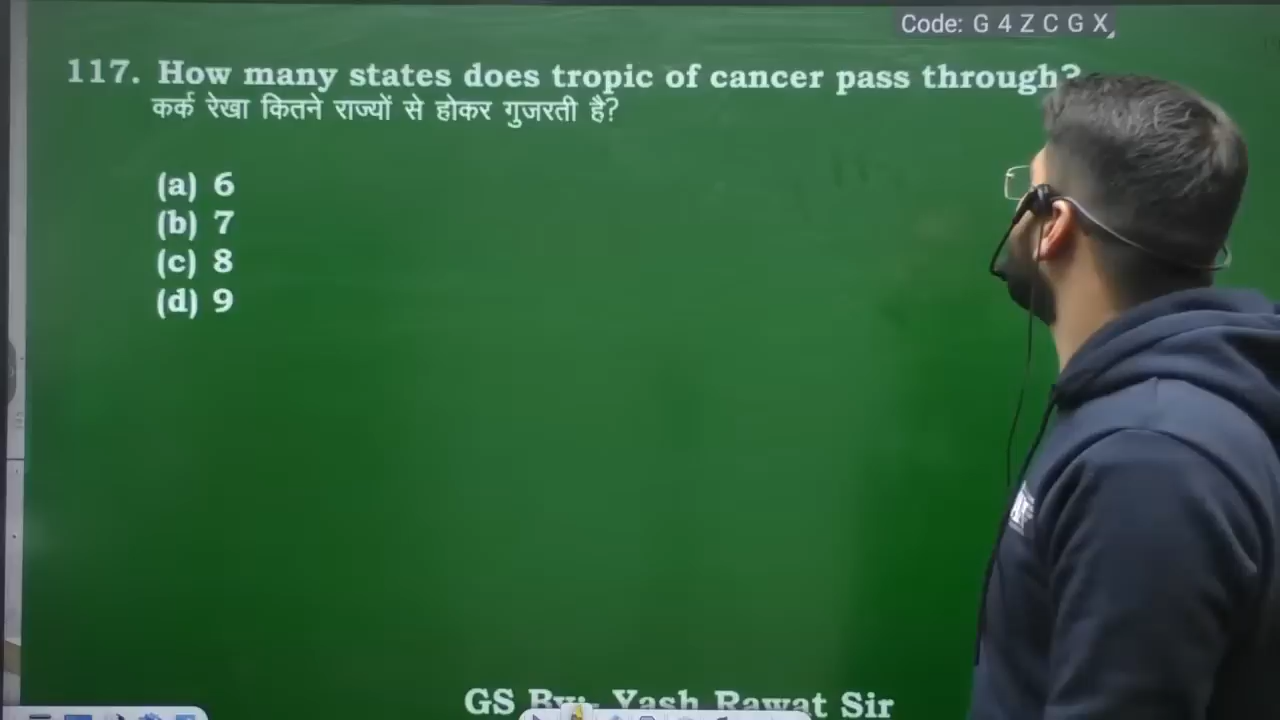 Code: G 4 Z C G X
117. How many states does tropic of cancer pass through?
कर्क रेखा कितने राज्यों से होकर गुजरती है?
(a) 6
(b) 7
(c) 8
(d) 9
GS By:- Yash Rawat Sir